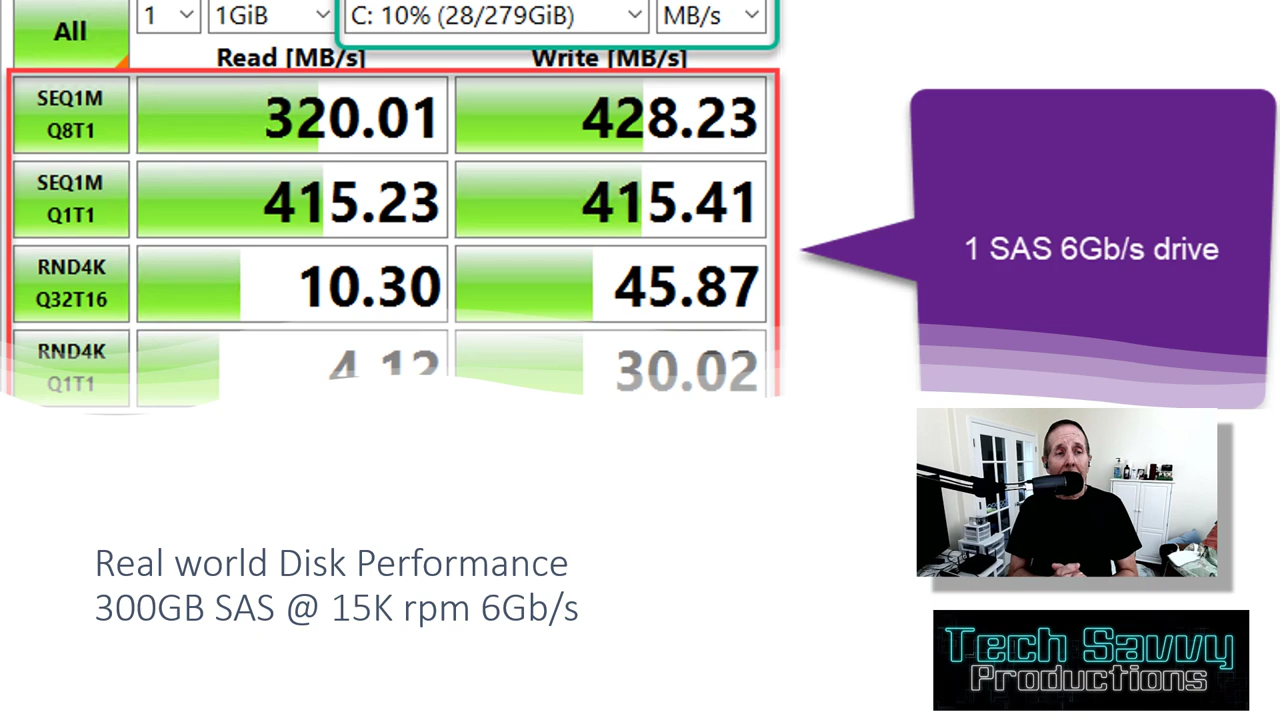 All
1
1GiB
C: 10% (28/279GiB)
MB/s
Read [MB/s]
Write [MB/s]
SEQ1M
Q8T1
320.01
428.23
SEQ1M
Q1T1
415.23
415.41
RND4K
Q32T16
10.30
45.87
RND4K
Q1T1
4.12
30.02
1 SAS 6Gb/s drive
Real world Disk Performance
300GB SAS @ 15K rpm 6Gb/s
Tech Savvy
Productions